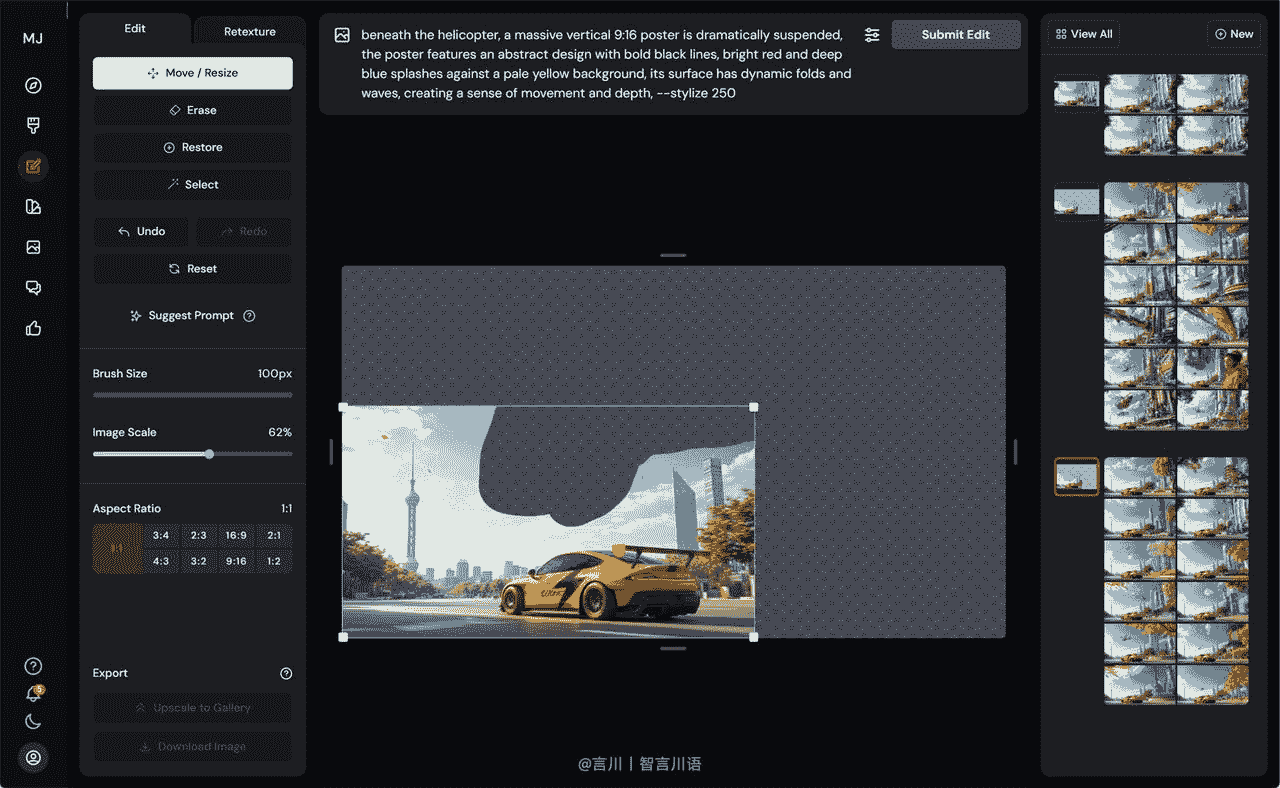 MJ
Edit
Retexture
Move / Resize
Erase
Restore
Select
Undo
Redo
Reset
Suggest Prompt
Brush Size
100px
Image Scale
62%
Aspect Ratio
1:1
1:1
3:4
2:3
16:9
2:1
4:3
3:2
9:16
1:2
Export
Upscale to Gallery
Download Image
5
beneath the helicopter, a massive vertical 9:16 poster is dramatically suspended,
the poster features an abstract design with bold black lines, bright red and deep
blue splashes against a pale yellow background, its surface has dynamic folds and
waves, creating a sense of movement and depth, --stylize 250
Submit Edit
View All
New
@言川 | 智言川语